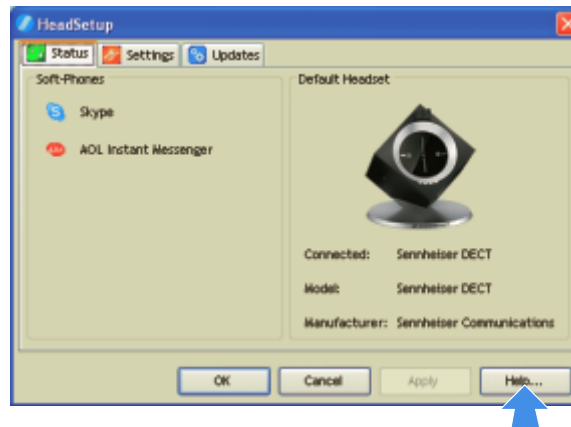 HeadSetup
Status Settings Updates
Soft-Phones
Skype
AOL Instant Messenger
Default Headset
Connected: Sennheiser DECT
Model: Sennheiser DECT
Manufacturer: Sennheiser Communications
OK Cancel Apply Help...